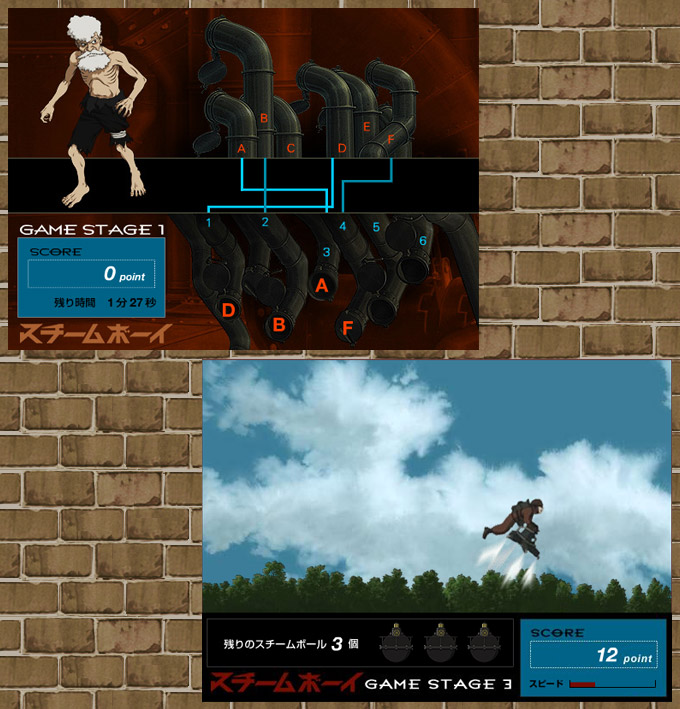 B
E
F
A
C
D
1
2
4
5
6
3
GAME STAGE 1
SCORE
0 point
残り時間 1分27秒
スチームボーイ
D
B
A
F
残りのスチームボール 3 個
スチームボーイ GAME STAGE 3
SCORE
12 point
スピード